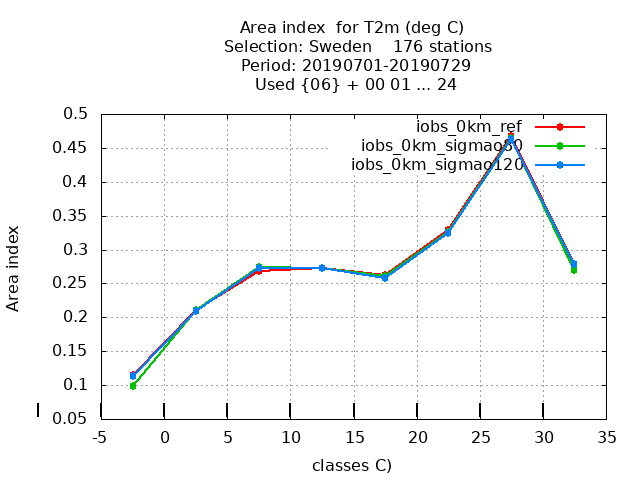 Area index  for T2m (deg C)
Selection: Sweden    176 stations
Period: 20190701-20190729
Used {06} + 00 01 ... 24
0.5
0.45
0.4
0.35
0.3
0.25
0.2
0.15
0.1
0.05
-5
0
5
10
15
20
25
30
35
Area index
classes C)
iobs_0km_ref
iobs_0km_sigmao80
iobs_0km_sigmao120